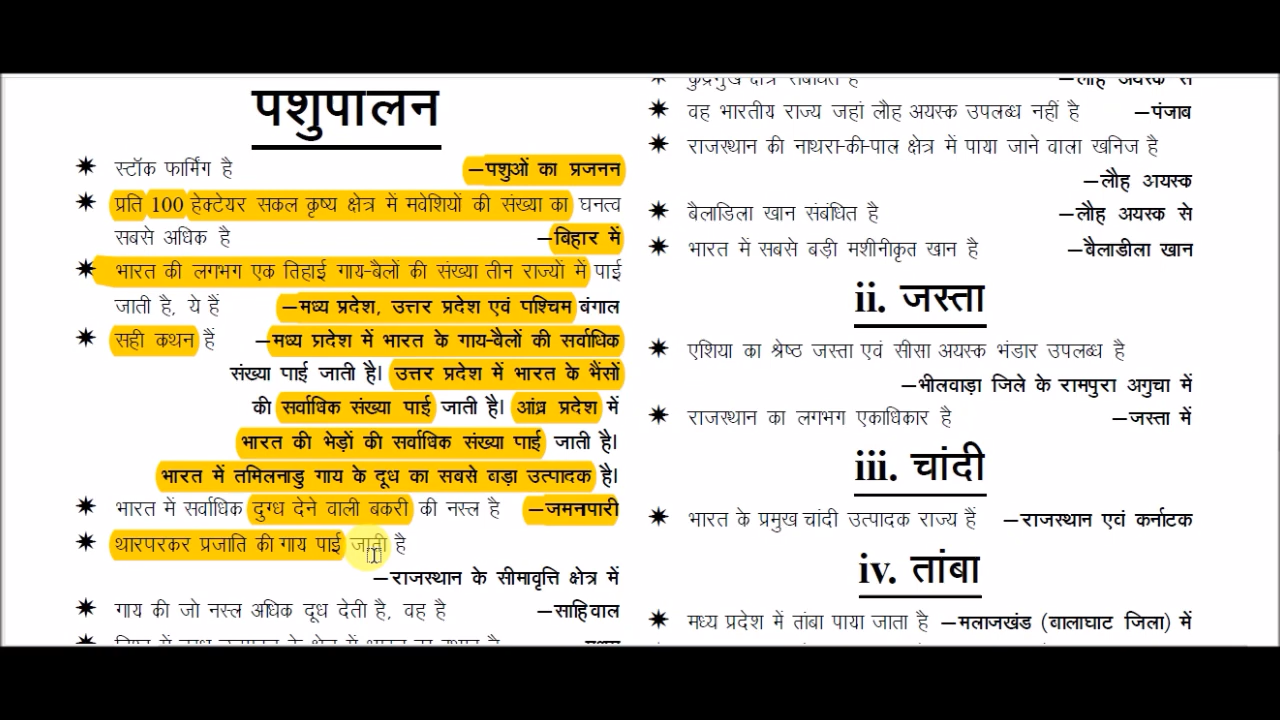 पशुपालन
✷ स्टॉक फार्मिंग है –पशुओं का प्रजनन
✷ प्रति 100 हेक्टेयर सकल कृष्य क्षेत्र में मवेशियों की संख्या का घनत्व
सबसे अधिक है –बिहार में
✷ भारत की लगभग एक तिहाई गाय-बैलों की संख्या तीन राज्यों में पाई
जाती है, ये हैं –मध्य प्रदेश, उत्तर प्रदेश एवं पश्चिम बंगाल
✷ सही कथन हैं –मध्य प्रदेश में भारत के गाय-बैलों की सर्वाधिक
संख्या पाई जाती है। उत्तर प्रदेश में भारत के भैंसों
की सर्वाधिक संख्या पाई जाती है। आंध्र प्रदेश में
भारत की भेड़ों की सर्वाधिक संख्या पाई जाती है।
भारत में तमिलनाडु गाय के दूध का सबसे बड़ा उत्पादक है।
✷ भारत में सर्वाधिक दुग्ध देने वाली बकरी की नस्ल है –जमनापारी
✷ थारपरकर प्रजाति की गाय पाई जाती है
–राजस्थान के सीमावृत्ति क्षेत्र में
✷ गाय की जो नस्ल अधिक दूध देती है, वह है –साहिवाल
✷ कुद्रेमुख क्षेत्र संबंधित है –लौह अयस्क से
✷ वह भारतीय राज्य जहां लौह अयस्क उपलब्ध नहीं है –पंजाब
✷ राजस्थान की नाथरा-की-पाल क्षेत्र में पाया जाने वाला खनिज है
–लौह अयस्क
✷ बैलाडिला खान संबंधित है –लौह अयस्क से
✷ भारत में सबसे बड़ी मशीनीकृत खान है –बैलाडीला खान
ii. जस्ता
✷ एशिया का श्रेष्ठ जस्ता एवं सीसा अयस्क भंडार उपलब्ध है
–भीलवाड़ा जिले के रामपुरा अगुचा में
✷ राजस्थान का लगभग एकाधिकार है –जस्ता में
iii. चांदी
✷ भारत के प्रमुख चांदी उत्पादक राज्य हैं –राजस्थान एवं कर्नाटक
iv. तांबा
✷ मध्य प्रदेश में तांबा पाया जाता है –मलाजखंड (बालाघाट जिला) में